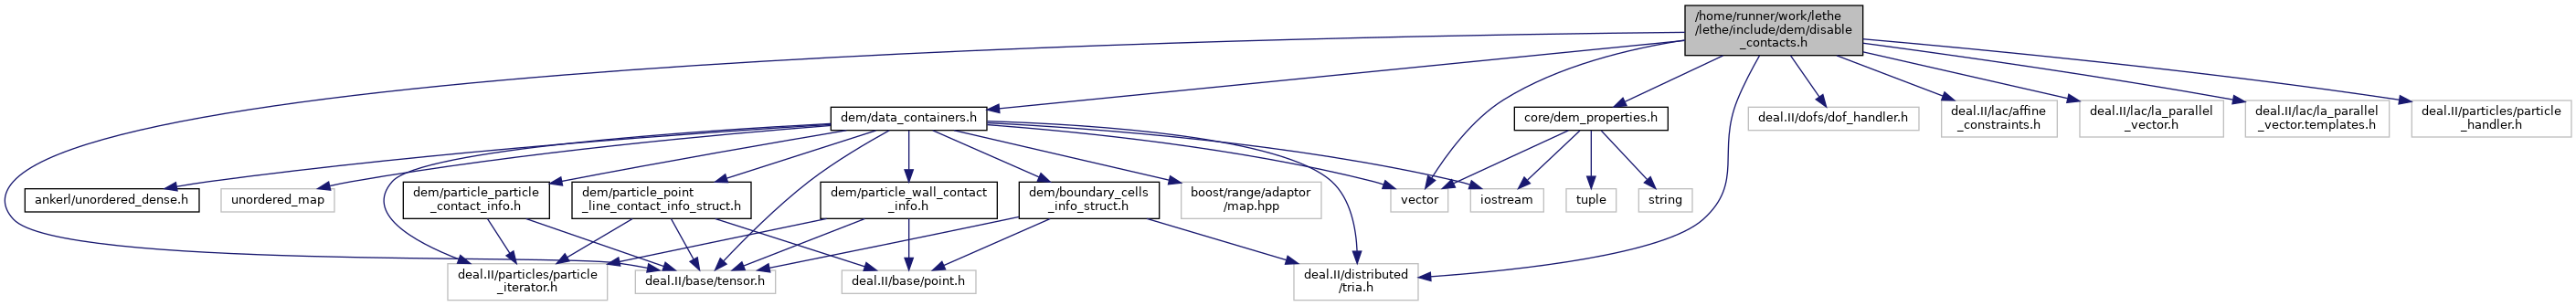 /home/runner/work/lethe
/lethe/include/dem/disable
_contacts.h
dem/data_containers.h
core/dem_properties.h
deal.II/dofs/dof_handler.h
deal.II/lac/affine
_constraints.h
deal.II/lac/la_parallel
_vector.h
deal.II/lac/la_parallel
_vector.templates.h
deal.II/particles/particle
_handler.h
ankerl/unordered_dense.h
unordered_map
dem/particle_particle
_contact_info.h
dem/particle_point
_line_contact_info_struct.h
dem/particle_wall_contact
_info.h
dem/boundary_cells
_info_struct.h
boost/range/adaptor
/map.hpp
vector
iostream
tuple
string
deal.II/particles/particle
_iterator.h
deal.II/base/tensor.h
deal.II/base/point.h
deal.II/distributed
/tria.h